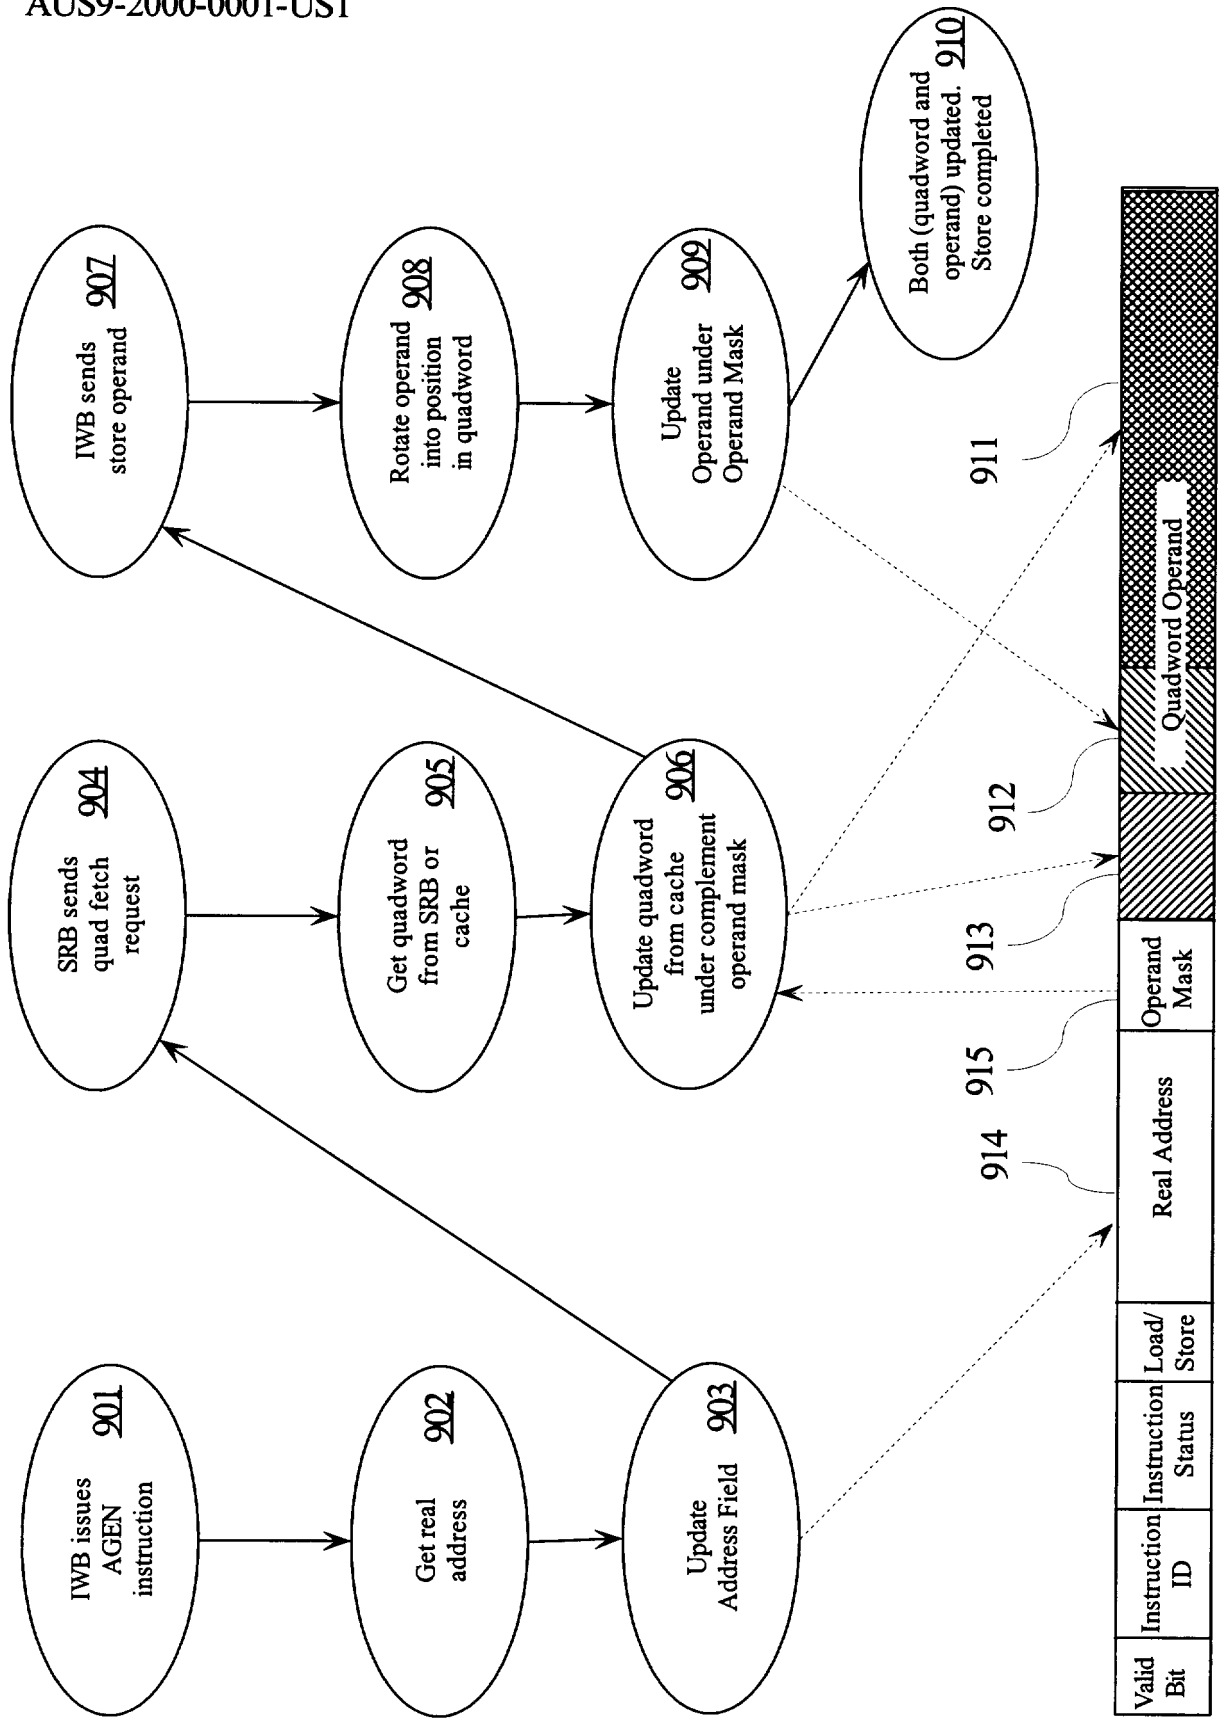 AUS9-2000-0001-US1
IWB issues
AGEN
instruction
901
Get real
address
902
Update
Address Field
903
SRB sends
quad fetch
request
904
Get quadword
from SRB or
cache
905
Update quadword
from cache
under complement
operand mask
906
IWB sends
store operand
907
Rotate operand
into position
in quadword
908
Update
Operand under
Operand Mask
909
Both (quadword and
operand) updated.
Store completed
910
914
915
913
912
911
Valid
Bit
Instruction
ID
Instruction
Status
Load/
Store
Real Address
Operand
Mask
Quadword Operand